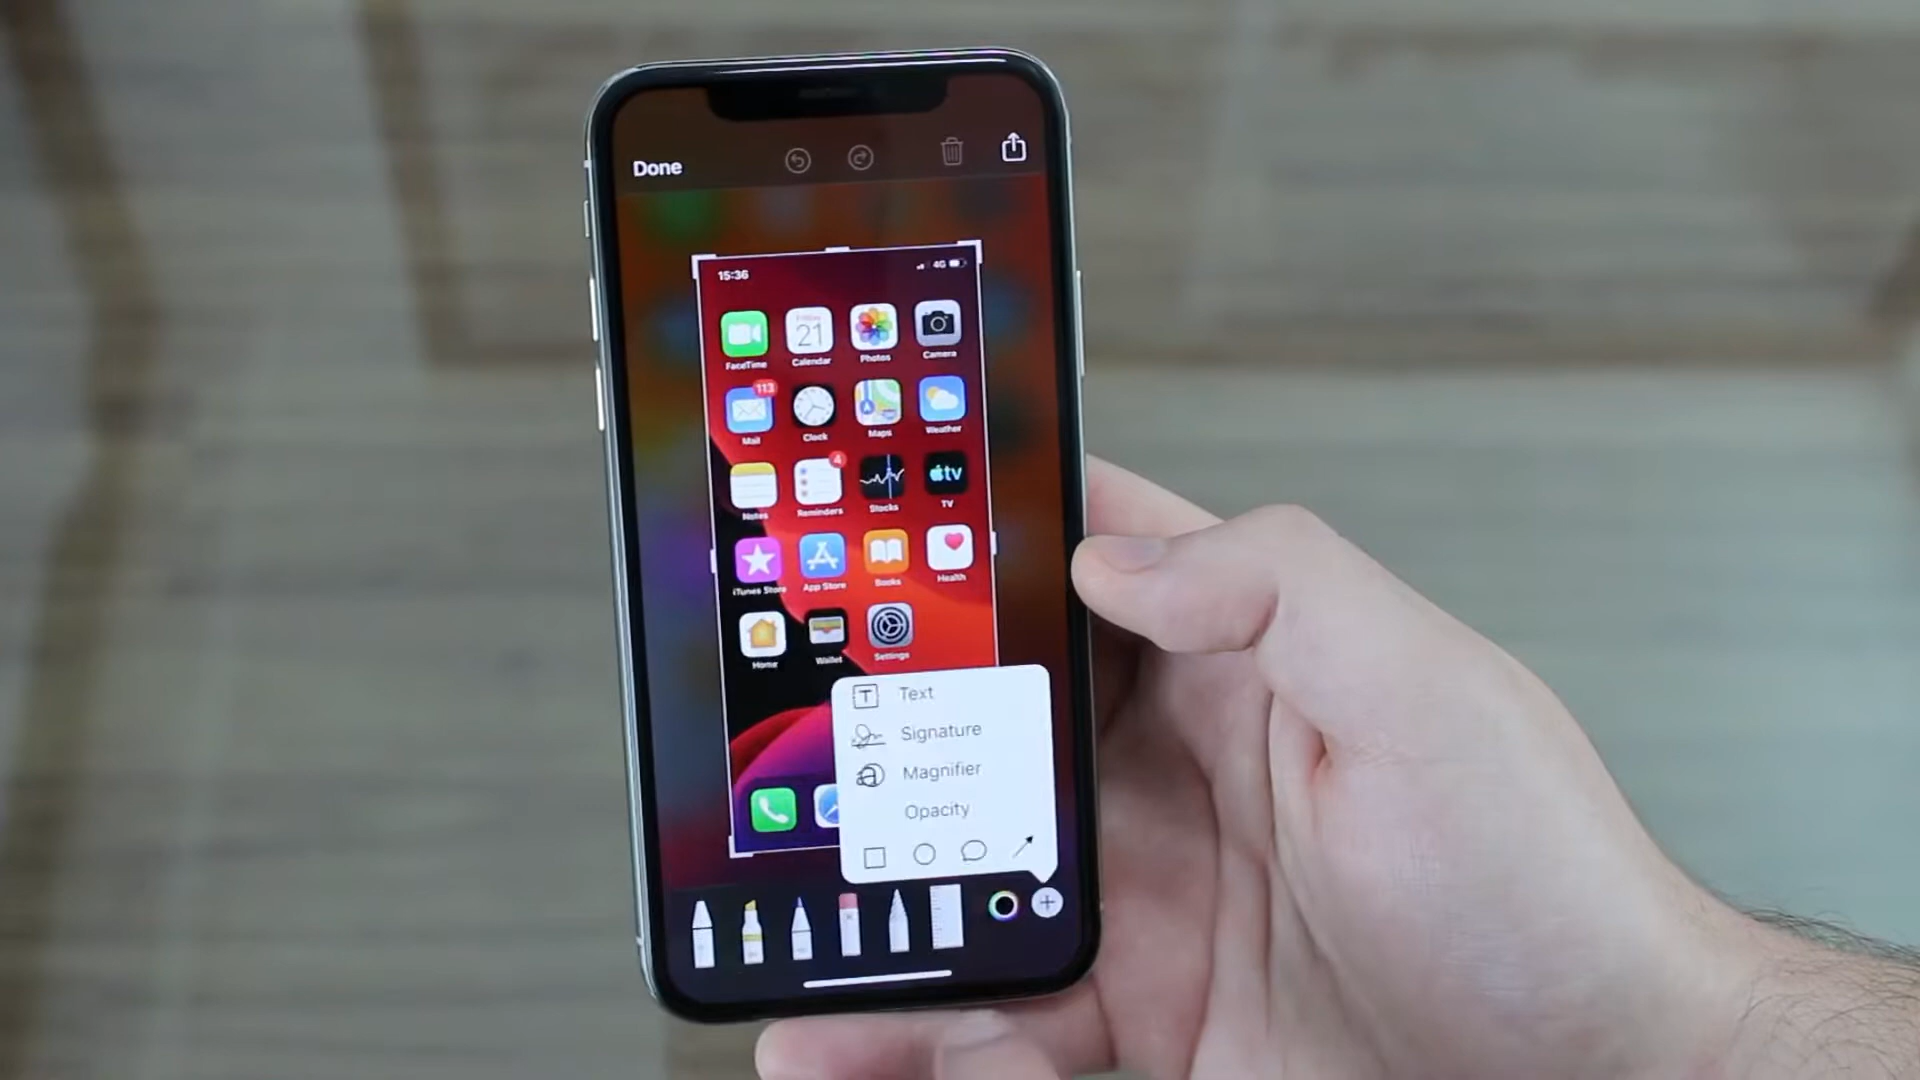 Done
15:36
4G
21
FaceTime
Calendar
Photos
Camera
113
Mail
Clock
Maps
Weather
4
tv
Notes
Reminders
Stocks
TV
iTunes Store
App Store
Books
Health
Home
Wallet
Settings
T Text
Signature
a Magnifier
Opacity